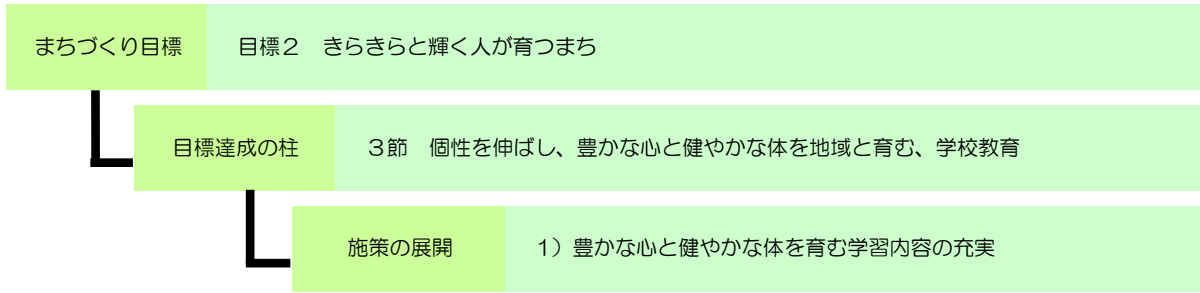 まちづくり目標　目標２　きらきらと輝く人が育つまち
目標達成の柱　３節　個性を伸ばし、豊かな心と健やかな体を地域と育む、学校教育
施策の展開　1）豊かな心と健やかな体を育む学習内容の充実